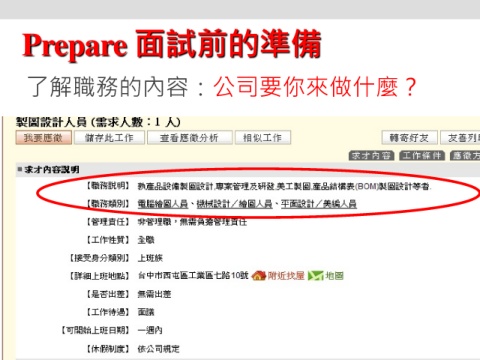 Prepare 面試前的準備
了解職務的內容：公司要你來做什麼？
製圖設計人員 (需求人數：1 人)
我要應徵 儲存此工作 查看應徵分析 相似工作 轉寄好友 友善列
求才內容 工作條件 應徵方
求才內容說明
【職務說明】 熟產品設備製圖設計,專案管理及研發,美工製圖,產品結構表(BOM)製圖設計等者
【職務類別】 電腦繪圖人員、機械設計／繪圖人員、平面設計／美編人員
【管理責任】 非管理職，無需負擔管理責任
【工作性質】 全職
【接受身分類別】 上班族
【詳細上班地點】 台中市西屯區工業區七路10號 附近找屋 地圖
【是否出差】 無需出差
【工作待遇】 面議
【可開始上班日期】 一週內
【休假制度】 依公司規定